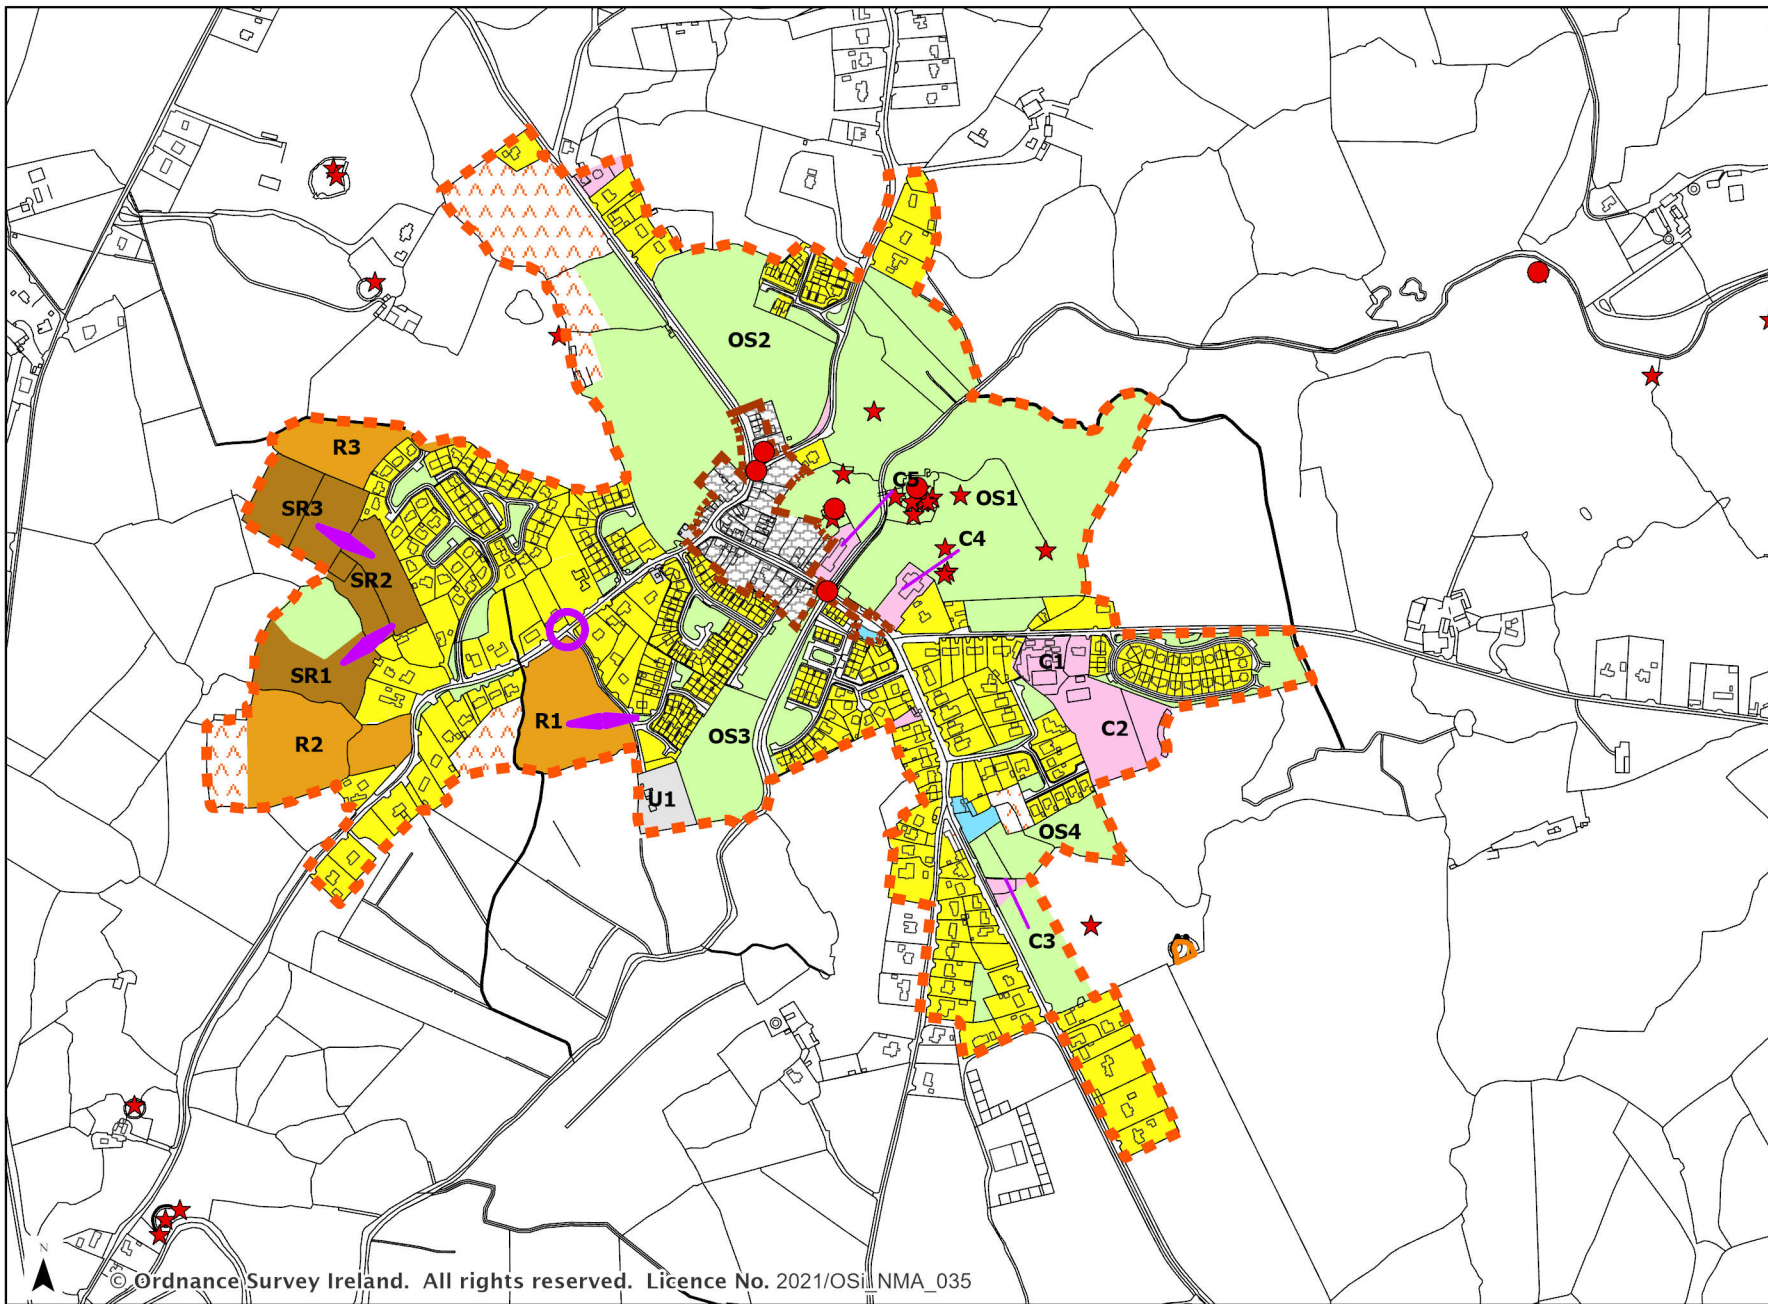 OS2
R3
C5
OS1
SR3
C4
SR2
C1
SR1
R1
C2
OS3
R2
U1
OS4
C3
N
© Ordnance Survey Ireland. All rights reserved. Licence No. 2021/OSi_NMA_035